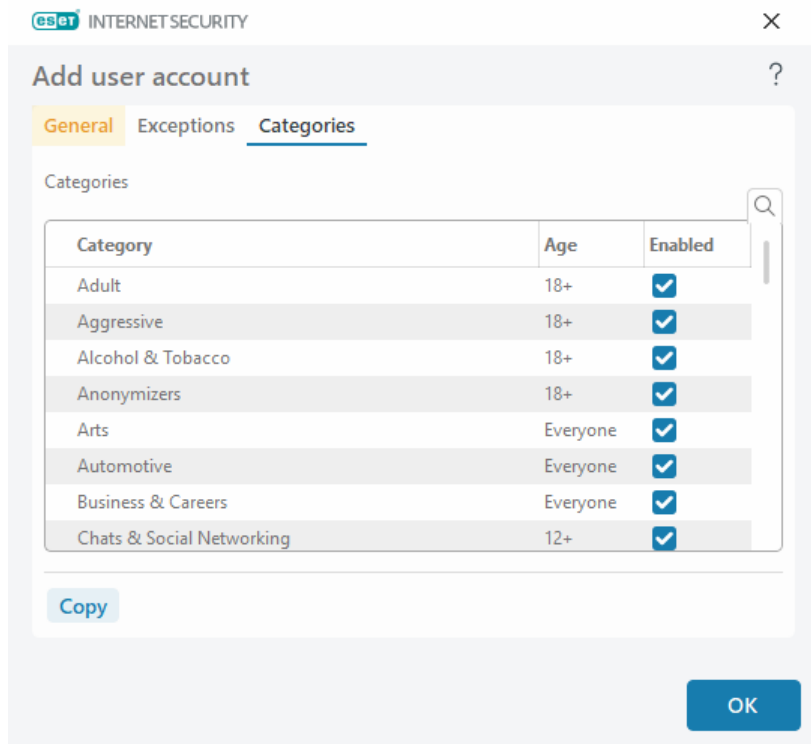 eseT INTERNET SECURITY
Add user account ?
General Exceptions Categories
Categories
Category Age Enabled
Adult 18+
Aggressive 18+
Alcohol & Tobacco 18+
Anonymizers 18+
Arts Everyone
Automotive Everyone
Business & Careers Everyone
Chats & Social Networking 12+
Copy
OK